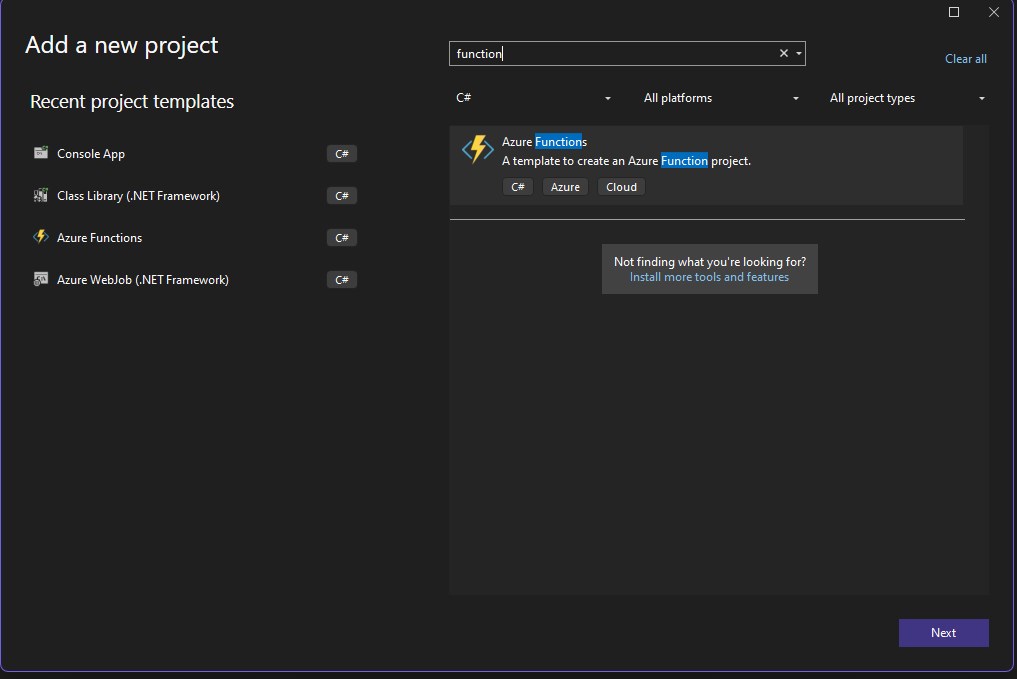 Add a new project
Recent project templates
Console App C#
Class Library (.NET Framework) C#
Azure Functions C#
Azure WebJob (.NET Framework) C#
function
Clear all
C# All platforms All project types
Azure Functions
A template to create an Azure Function project.
C# Azure Cloud
Not finding what you're looking for?
Install more tools and features
Next